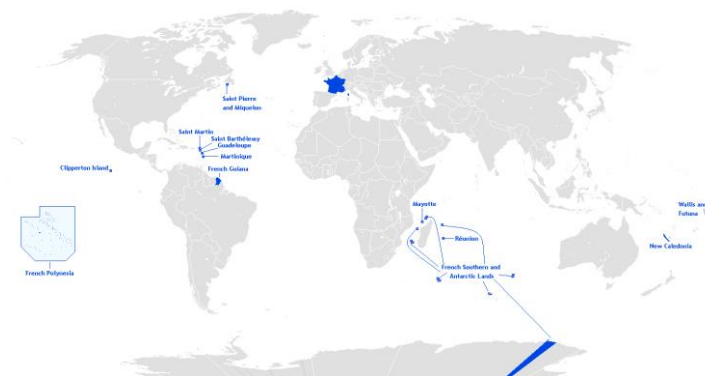 Saint Pierre
and Miquelon
Saint Martin
Saint Barthélemy
Guadeloupe
Martinique
Clipperton Island
French Guiana
Mayotte
Wallis and
Futuna
Réunion
New Caledonia
French Southern and
Antarctic Lands
French Polynesia